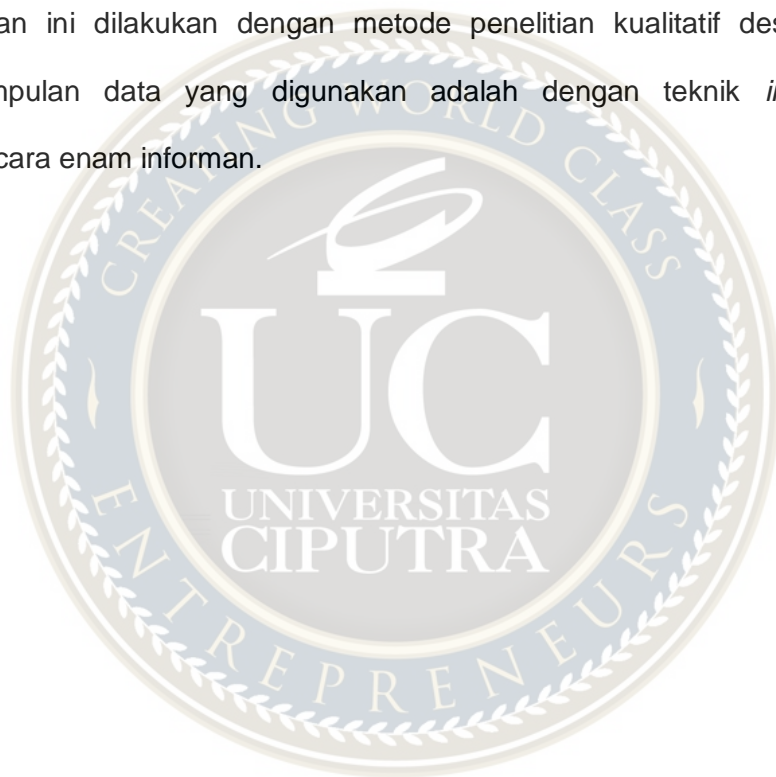 an ini dilakukan dengan metode penelitian kualitatif des
mpulan data yang digunakan adalah dengan teknik i
cara enam informan.
CREATING WORLD CLASS
UC
UNIVERSITAS
CIPUTRA
ENTREPRENEURS